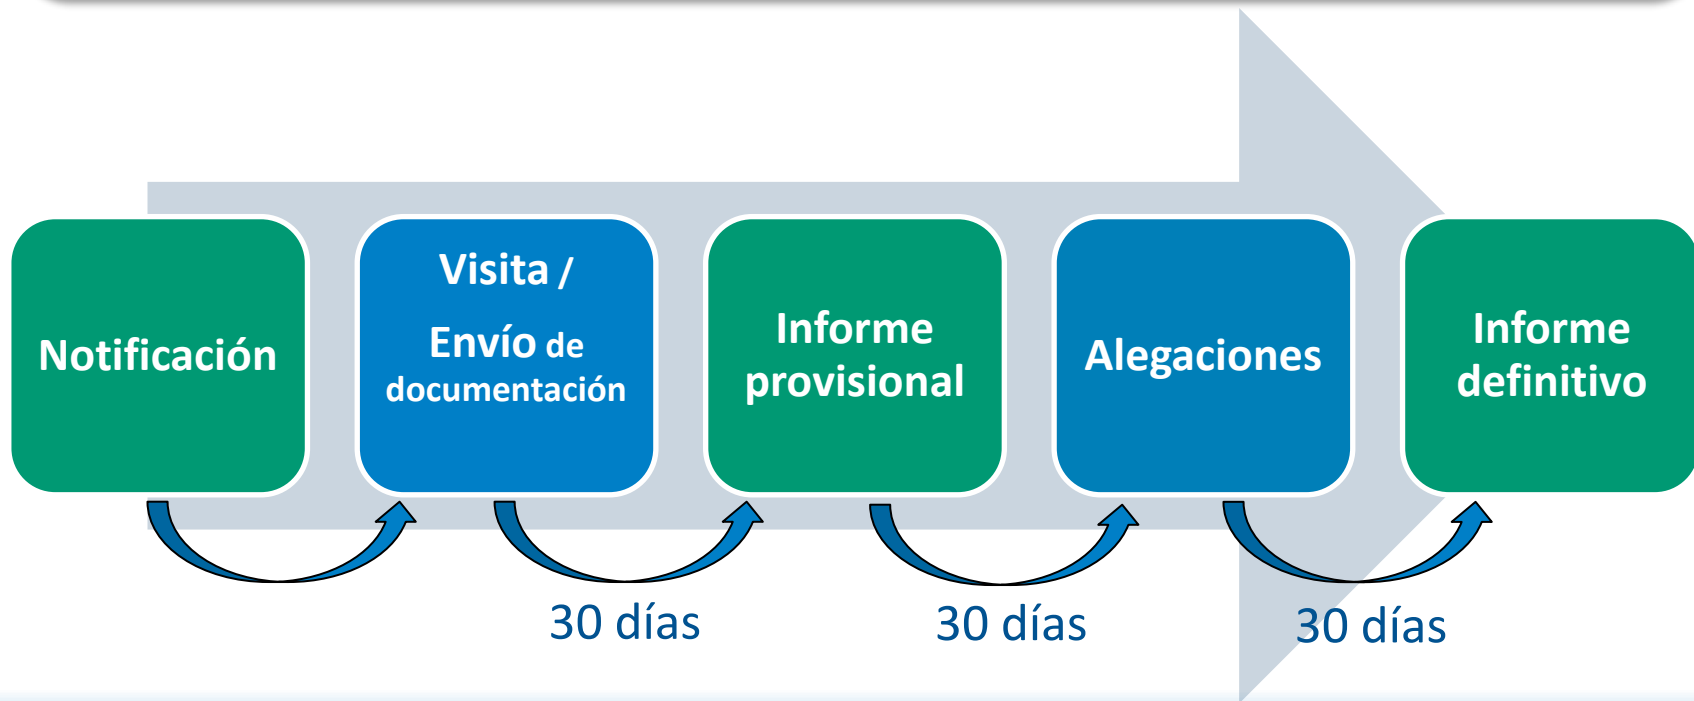 Notificación
Visita /
Envío de
documentación
Informe
provisional
Alegaciones
Informe
definitivo
30 días
30 días
30 días